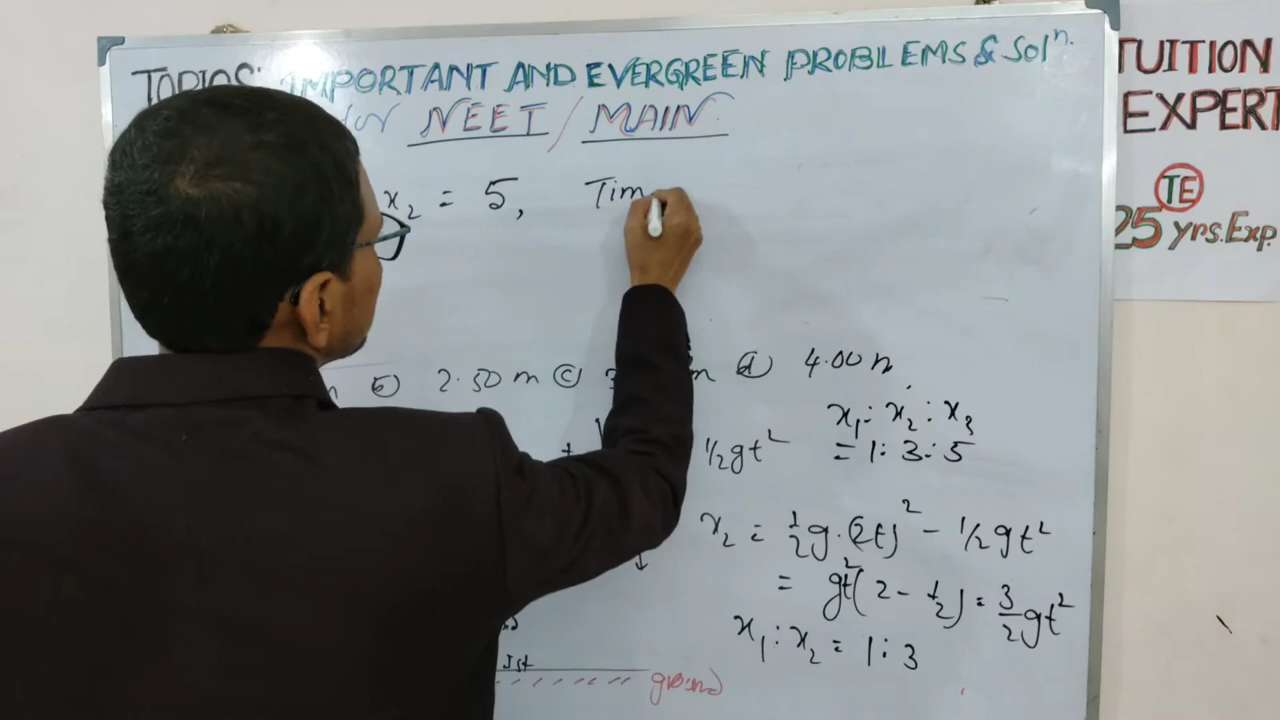 TOPICS: IMPORTANT AND EVERGREEN PROBLEMS & Solⁿ.
for NEET / MAIN
x₂ = 5, Tim
2.50 m ⓒ m ⓓ 4.00 m
x₁ : x₂ : x₃
= 1 : 3 : 5
½gt²
x₂ = ½g.(2t)² - ½gt²
= gt²(2 - ½) = 3/2 gt²
x₁ : x₂ = 1 : 3
Ist
ground
TUITION
EXPERT
TE
25 yrs. Exp.